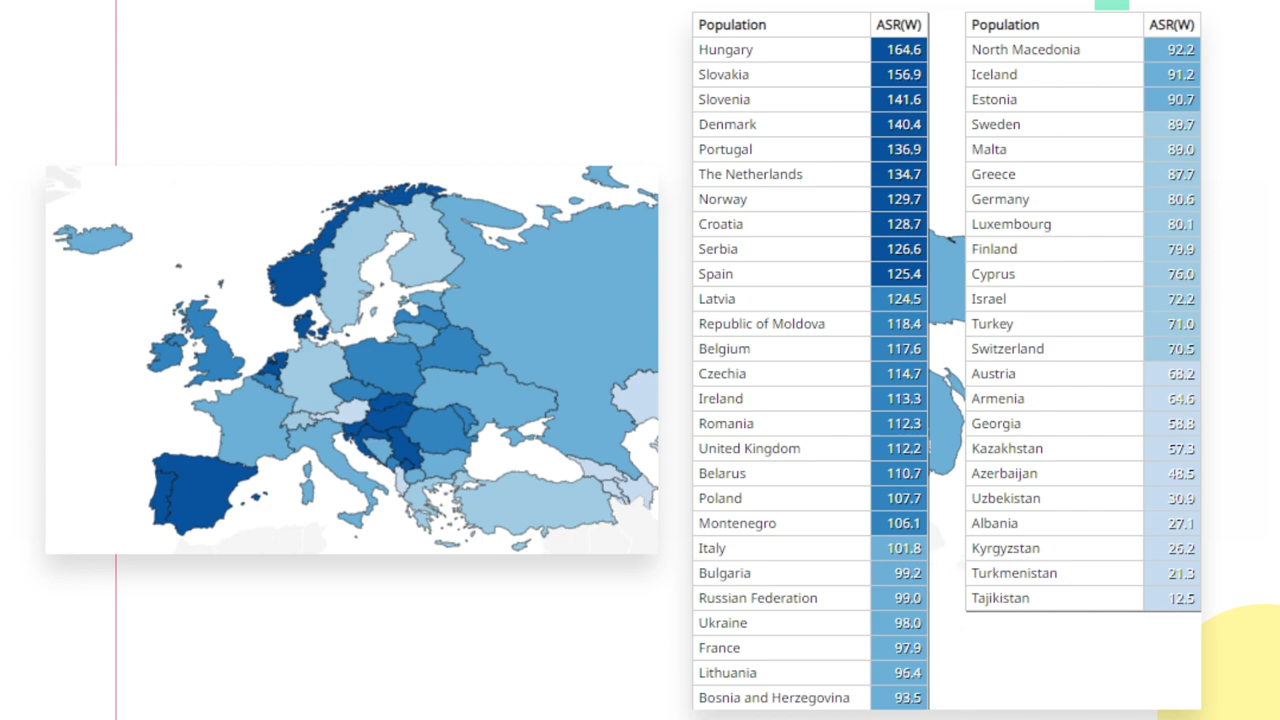 Population ASR(W)
Hungary 164.6
Slovakia 156.9
Slovenia 141.6
Denmark 140.4
Portugal 136.9
The Netherlands 134.7
Norway 129.7
Croatia 128.7
Serbia 126.6
Spain 125.4
Latvia 124.5
Republic of Moldova 118.4
Belgium 117.6
Czechia 114.7
Ireland 113.3
Romania 112.3
United Kingdom 112.2
Belarus 110.7
Poland 107.7
Montenegro 106.1
Italy 101.8
Bulgaria 99.2
Russian Federation 99.0
Ukraine 98.0
France 97.9
Lithuania 95.4
Bosnia and Herzegovina 93.5
Population ASR(W)
North Macedonia 92.2
Iceland 91.2
Estonia 90.7
Sweden 89.7
Malta 89.0
Greece 87.7
Germany 80.6
Luxembourg 80.1
Finland 79.9
Cyprus 76.0
Israel 72.2
Turkey 71.0
Switzerland 70.5
Austria 68.2
Armenia 64.6
Georgia 58.8
Kazakhstan 57.3
Azerbaijan 48.5
Uzbekistan 30.9
Albania 27.1
Kyrgyzstan 26.2
Turkmenistan 21.3
Tajikistan 12.5